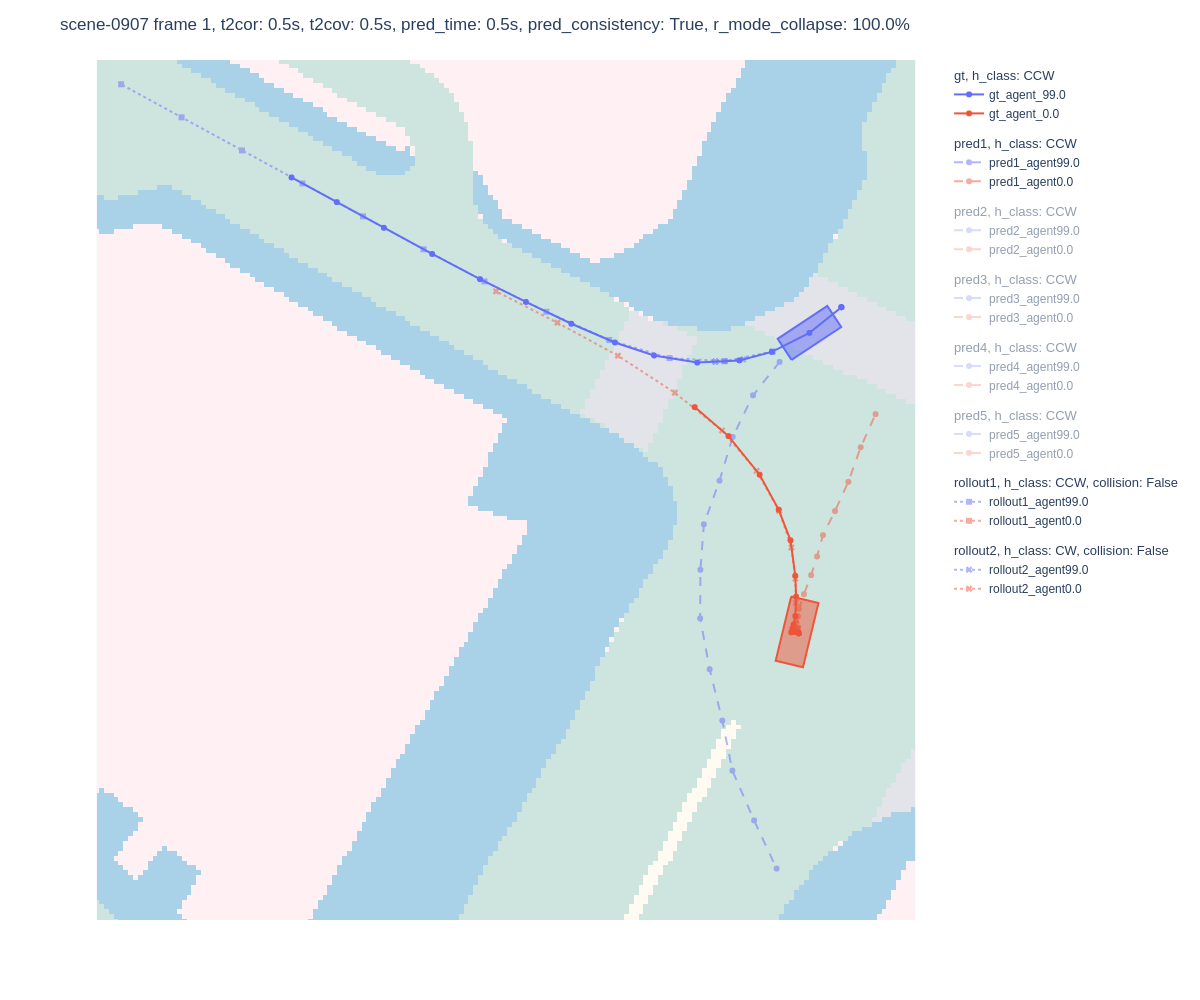 scene-0907 frame 1, t2cor: 0.5s, t2cov: 0.5s, pred_time: 0.5s, pred_consistency: True, r_mode_collapse: 100.0%
gt, h_class: CCW
gt_agent_99.0
gt_agent_0.0
pred1, h_class: CCW
pred1_agent99.0
pred1_agent0.0
pred2, h_class: CCW
pred2_agent99.0
pred2_agent0.0
pred3, h_class: CCW
pred3_agent99.0
pred3_agent0.0
pred4, h_class: CCW
pred4_agent99.0
pred4_agent0.0
pred5, h_class: CCW
pred5_agent99.0
pred5_agent0.0
rollout1, h_class: CCW, collision: False
rollout1_agent99.0
rollout1_agent0.0
rollout2, h_class: CW, collision: False
rollout2_agent99.0
rollout2_agent0.0